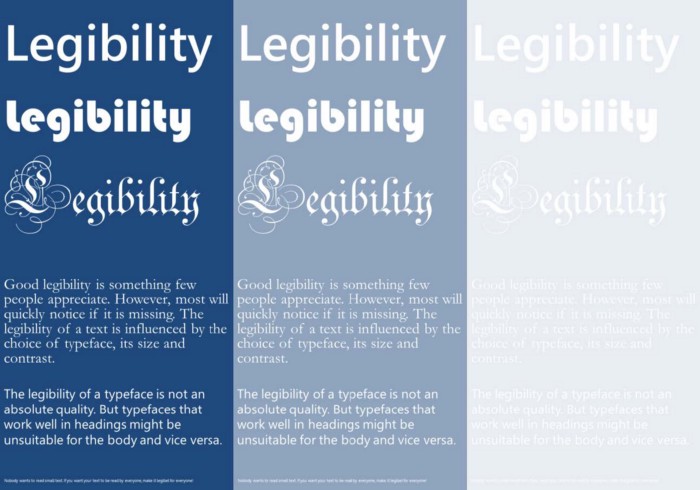 Legibility
Legibility
Legibility
Good legibility is something few
people appreciate. However, most will
quickly notice if it is missing. The
legibility of a text is influenced by the
choice of typeface, its size and
contrast.
The legibility of a typeface is not an
absolute quality. But typefaces that
work well in headings might be
unsuitable for the body and vice versa.
Nobody wants to read small text. If you want your text to be read by everyone, make it legible for everyone!
Legibility
Legibility
Legibility
Good legibility is something few
people appreciate. However, most will
quickly notice if it is missing. The
legibility of a text is influenced by the
choice of typeface, its size and
contrast.
The legibility of a typeface is not an
absolute quality. But typefaces that
work well in headings might be
unsuitable for the body and vice versa.
Nobody wants to read small text. If you want your text to be read by everyone, make it legible for everyone!
Legibility
Legibility
Legibility
Good legibility is something few
people appreciate. However, most will
quickly notice if it is missing. The
legibility of a text is influenced by the
choice of typeface, its size and
contrast.
The legibility of a typeface is not an
absolute quality. But typefaces that
work well in headings might be
unsuitable for the body and vice versa.